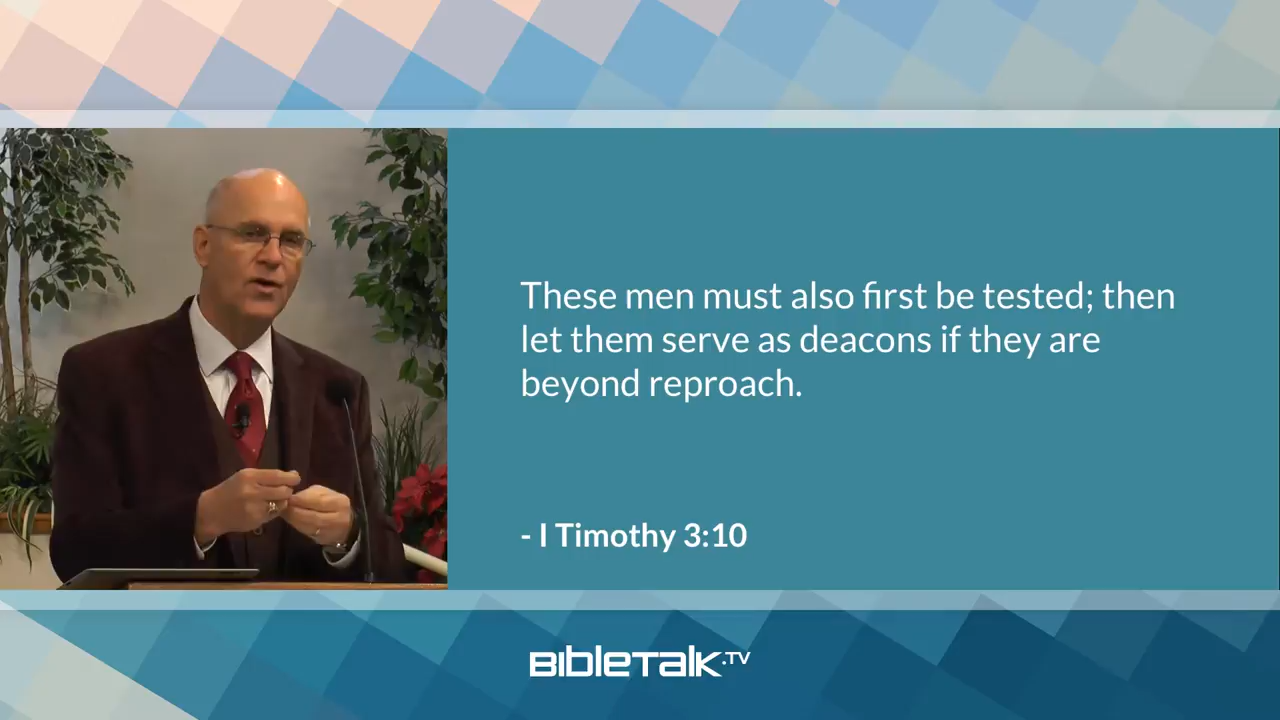 These men must also first be tested; then
let them serve as deacons if they are
beyond reproach.
- I Timothy 3:10
BIBLETALK.TV